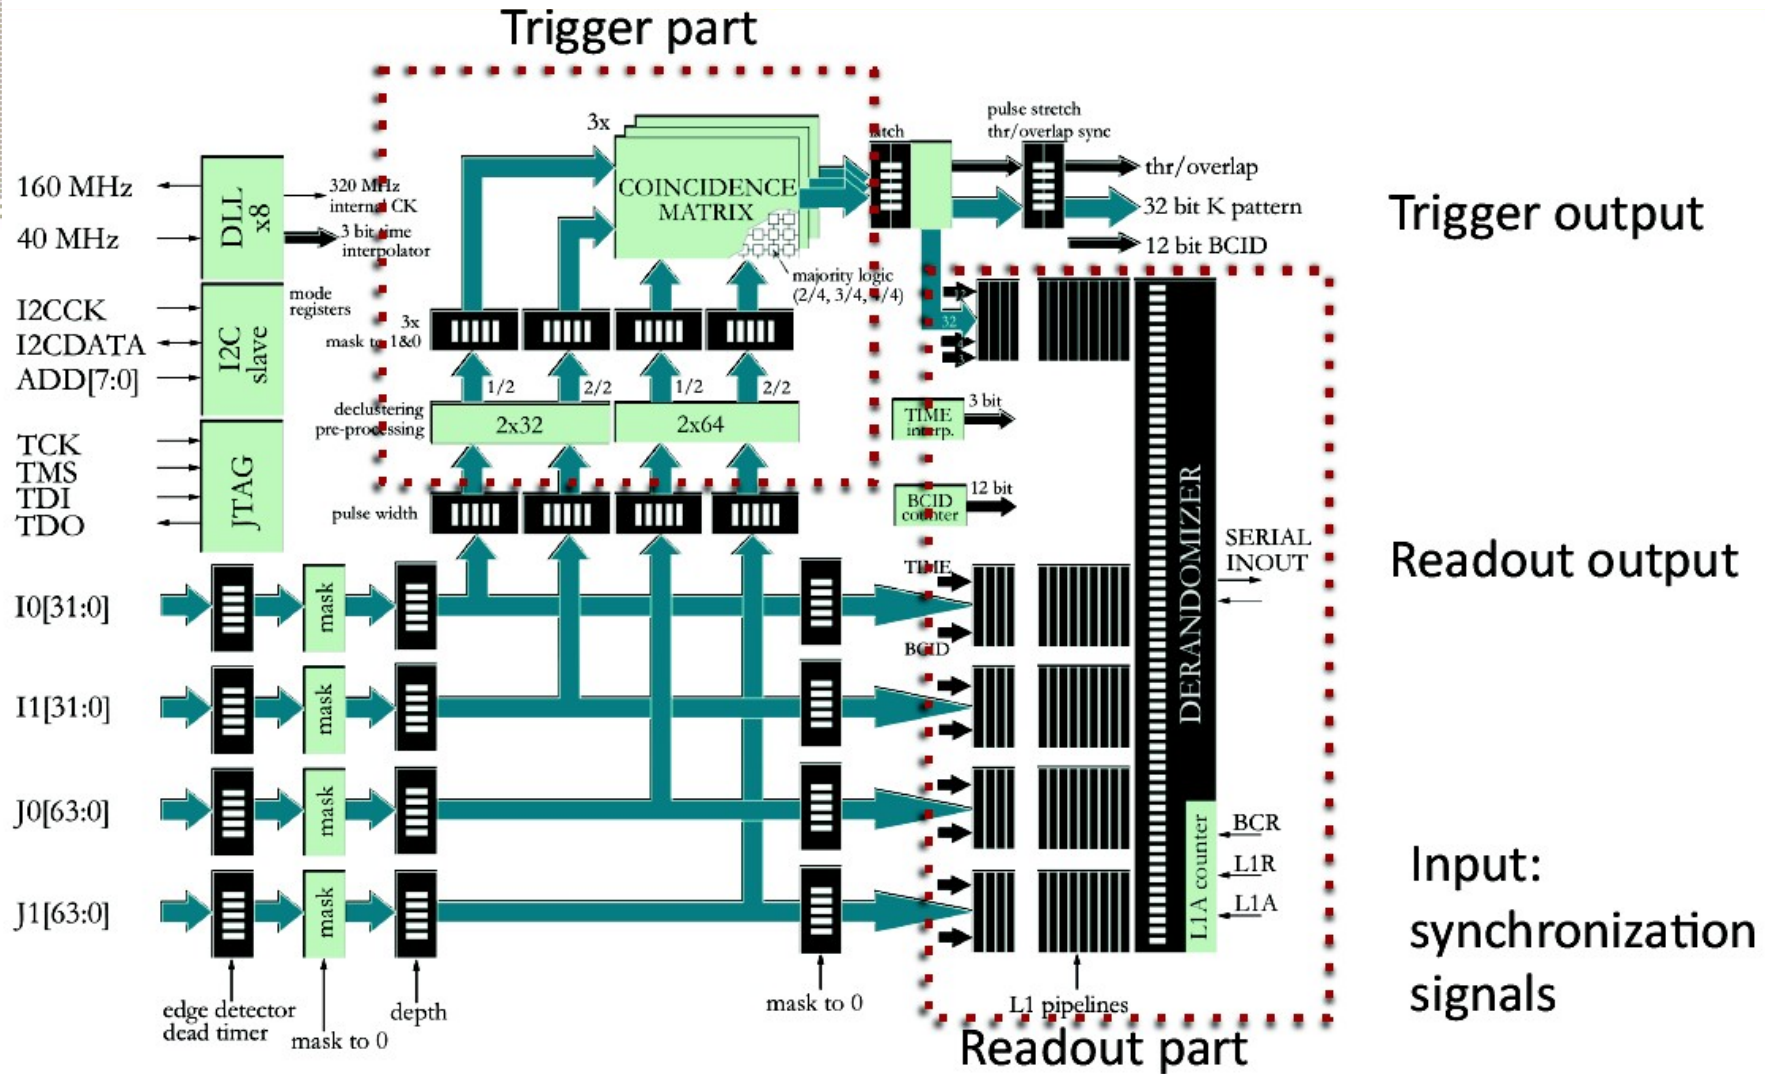 Trigger part
3x
COINCIDENCE
MATRIX
majority logic
(2/4, 3/4, 4/4)
pulse stretch
thr/overlap sync
thr/overlap
32 bit K pattern
12 bit BCID
Trigger output
160 MHz
40 MHz
DLL
x8
320 MHz
internal CK
3 bit time
interpolator
I2CCK
I2CDATA
ADD[7:0]
I2C
slave
mode
registers
TCK
TMS
TDI
TDO
JTAG
3x
mask to 1&0
1/2
2/2
1/2
2/2
declustering
pre-processing
2x32
2x64
pulse width
32
TIME
interp.
3 bit
BCID
counter
12 bit
DERANDOMIZER
SERIAL
INOUT
Readout output
I0[31:0]
mask
TIME
BCID
I1[31:0]
mask
J0[63:0]
mask
J1[63:0]
mask
L1A counter
BCR
L1R
L1A
Input:
synchronization
signals
edge detector
dead timer
mask to 0
depth
mask to 0
L1 pipelines
Readout part